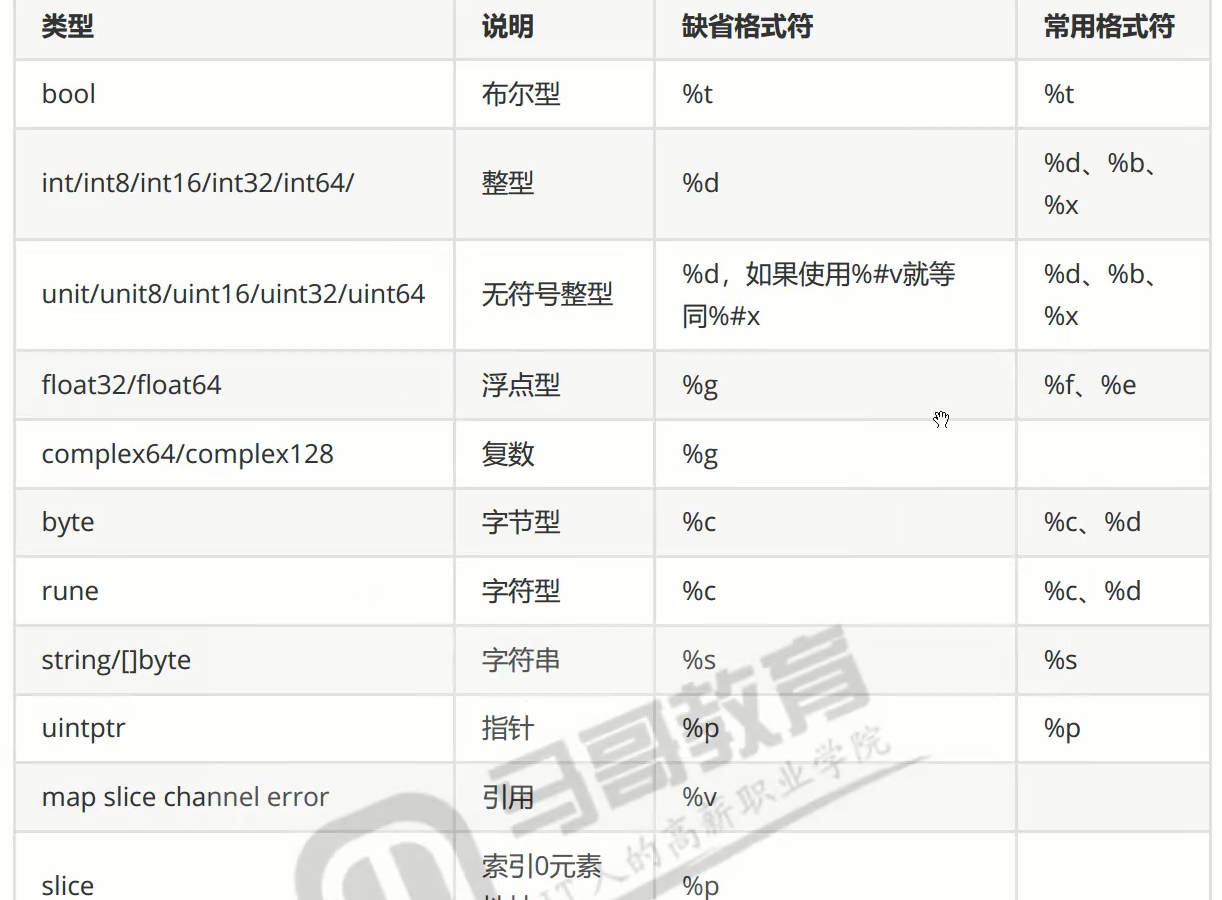 类型 说明 缺省格式符 常用格式符
bool 布尔型 %t %t
int/int8/int16/int32/int64/ 整型 %d %d、%b、
%x
unit/unit8/uint16/uint32/uint64 无符号整型 %d，如果使用%#v就等 %d、%b、
同%#x %x
float32/float64 浮点型 %g %f、%e
complex64/complex128 复数 %g
byte 字节型 %c %c、%d
rune 字符型 %c %c、%d
string/[]byte 字符串 %s %s
uintptr 指针 %p %p
map slice channel error 引用 %v
slice 索引0元素 %p
马哥教育
IT人的高薪职业学院